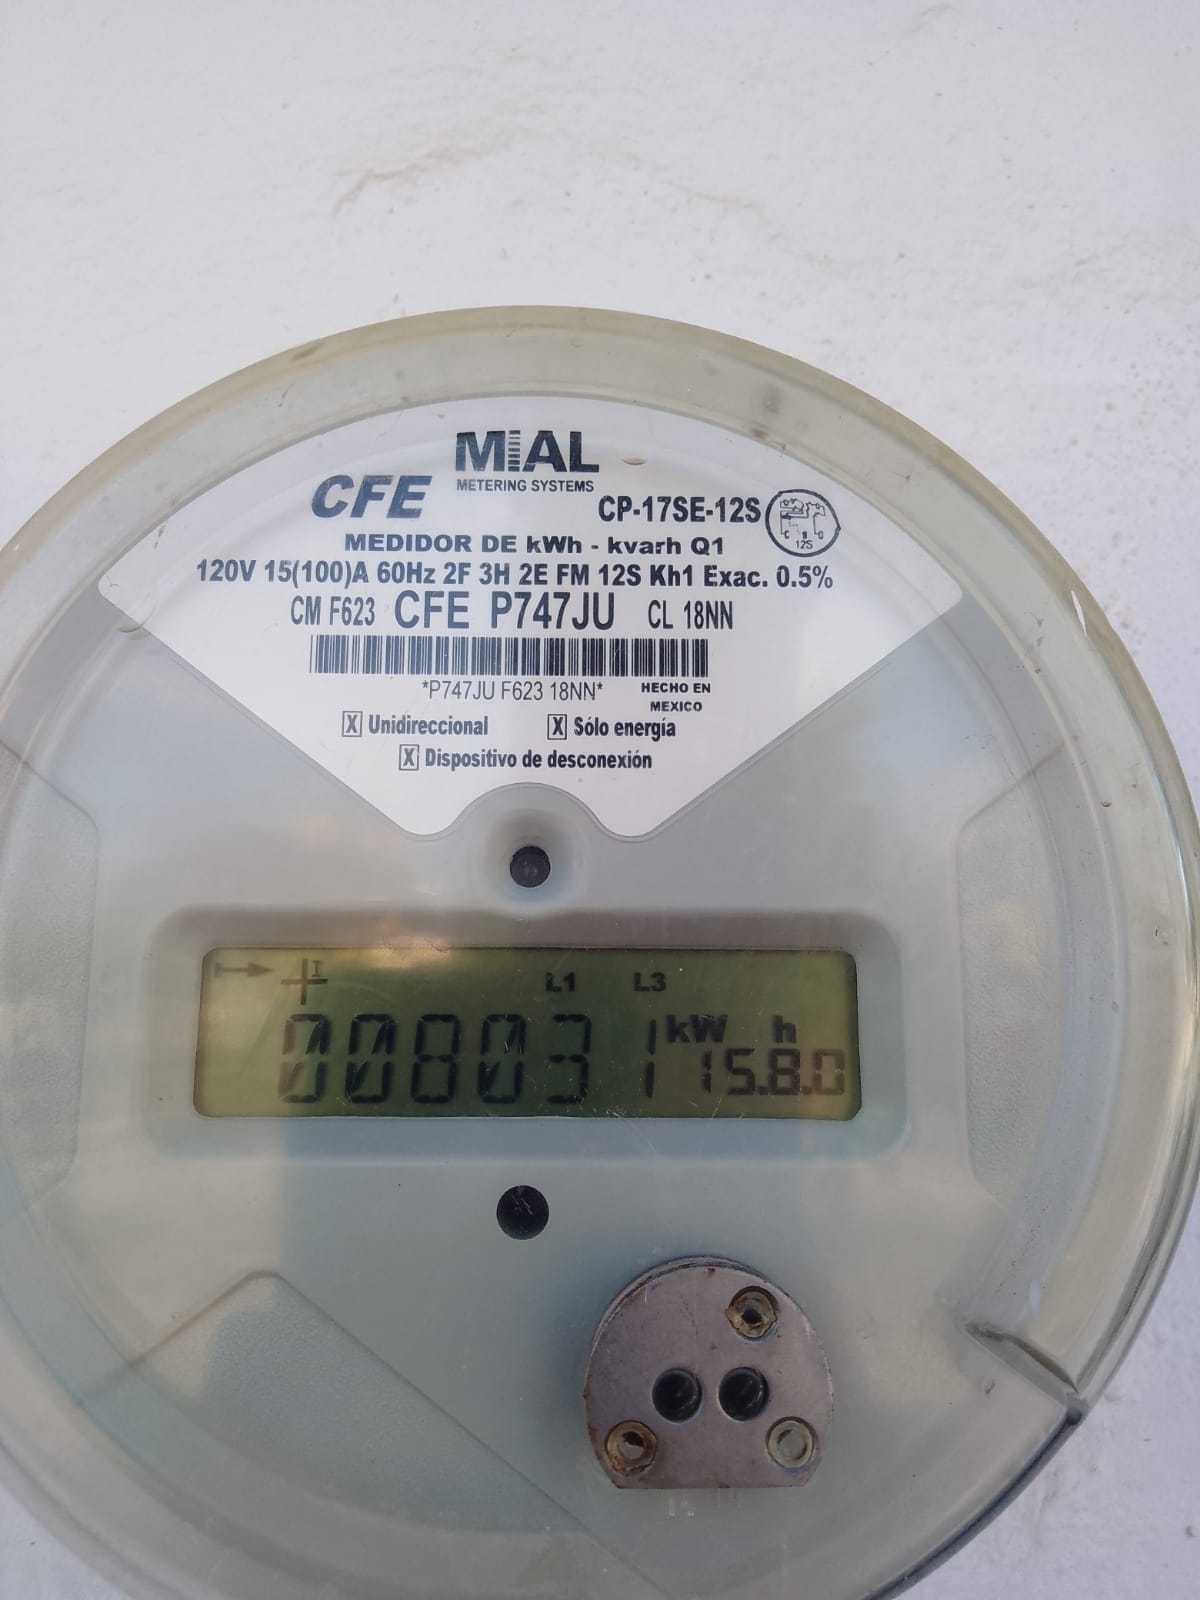 MIAL
METERING SYSTEMS
CFE
CP-17SE-12S
12S
MEDIDOR DE kWh - kvarh Q1
120V 15(100)A 60Hz 2F 3H 2E FM 12S Kh1 Exac. 0.5%
CM F623 CFE P747JU CL 18NN
*P747JU F623 18NN*
HECHO EN
MEXICO
X Unidireccional X Sólo energía
X Dispositivo de desconexión
L1 L3
008031 kW h
15.8.0